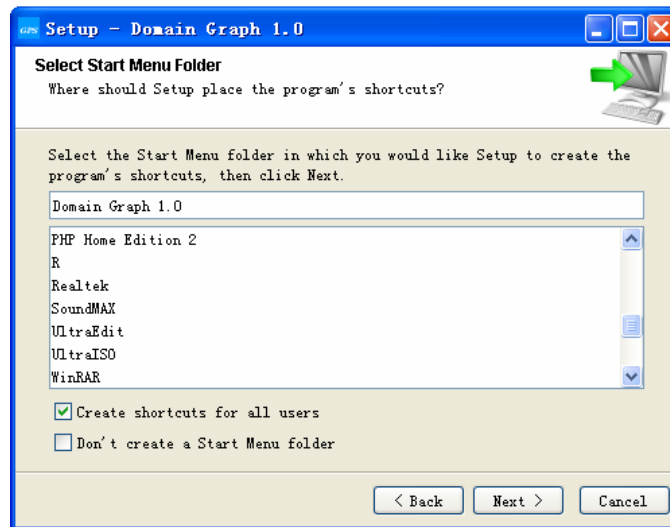 GPS Setup - Domain Graph 1.0
Select Start Menu Folder
Where should Setup place the program's shortcuts?
Select the Start Menu folder in which you would like Setup to create the
program's shortcuts, then click Next.
Domain Graph 1.0
PHP Home Edition 2
R
Realtek
SoundMAX
UltraEdit
UltraISO
WinRAR
Create shortcuts for all users
Don't create a Start Menu folder
< Back Next > Cancel